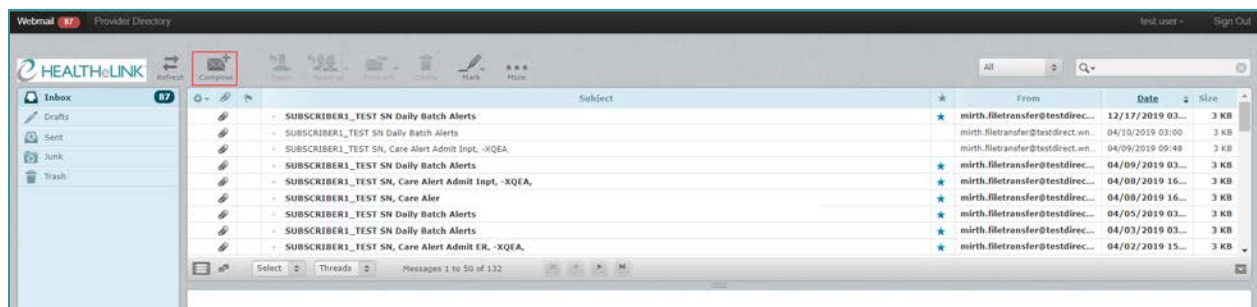 Webmail 87 Provider Directory test user Sign Out
HEALTHeLINK Refresh Compose Reply Reply all Forward Delete Mark More All
Inbox 87 Subject From Date Size
Drafts
Sent
Junk
Trash
SUBSCRIBER1_TEST SN Daily Batch Alerts mirth.filetransfer@testdirec... 12/17/2019 03... 3 KB
SUBSCRIBER1_TEST SN Daily Batch Alerts mirth.filetransfer@testdirect.wn... 04/10/2019 03:00 3 KB
SUBSCRIBER1_TEST SN, Care Alert Admit Inpt, -XQEA, mirth.filetransfer@testdirect.wn... 04/09/2019 09:48 3 KB
SUBSCRIBER1_TEST SN Daily Batch Alerts mirth.filetransfer@testdirec... 04/09/2019 03... 3 KB
SUBSCRIBER1_TEST SN, Care Alert Admit Inpt, -XQEA, mirth.filetransfer@testdirec... 04/08/2019 16... 3 KB
SUBSCRIBER1_TEST SN, Care Aler mirth.filetransfer@testdirec... 04/08/2019 16... 3 KB
SUBSCRIBER1_TEST SN Daily Batch Alerts mirth.filetransfer@testdirec... 04/05/2019 03... 3 KB
SUBSCRIBER1_TEST SN Daily Batch Alerts mirth.filetransfer@testdirec... 04/03/2019 03... 3 KB
SUBSCRIBER1_TEST SN, Care Alert Admit ER, -XQEA, mirth.filetransfer@testdirec... 04/02/2019 15... 3 KB
Select Threads Messages 1 to 50 of 132